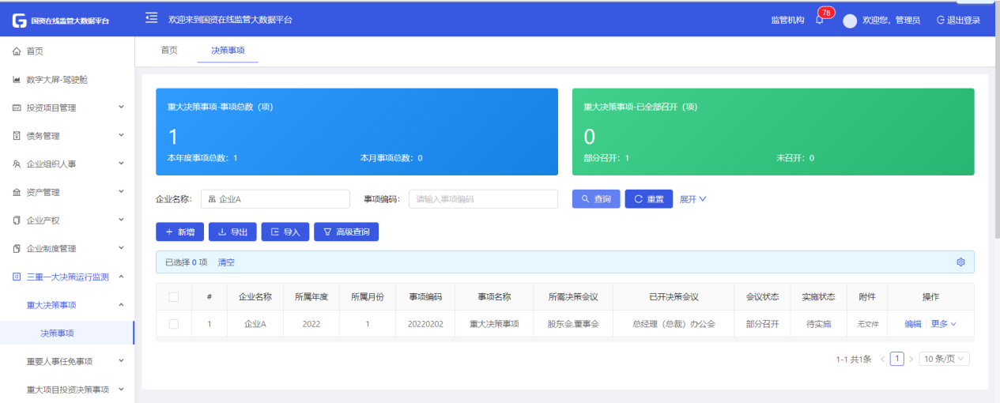 国资在线监管大数据平台
欢迎来到国资在线监管大数据平台
监管机构 78 欢迎您，管理员 退出登录
首页
数字大屏-驾驶舱
投资项目管理
债务管理
企业组织人事
资产管理
企业产权
企业制度管理
三重一大决策运行监测
重大决策事项
决策事项
重要人事任免事项
重大项目投资决策事项
首页 决策事项
重大决策事项-事项总数（项）
1
本年度事项总数：1 本月事项总数：0
重大决策事项-已全部召开（项）
0
部分召开：1 未召开：0
企业名称： 企业A 事项编码： 请输入事项编码 查询 重置 展开
新增 导出 导入 高级查询
已选择 0 项 清空
# 企业名称 所属年度 所属月份 事项编码 事项名称 所需决策会议 已开决策会议 会议状态 实施状态 附件 操作
1 企业A 2022 1 20220202 重大决策事项 股东会,董事会 总经理（总裁）办公会 部分召开 待实施 无文件 编辑 更多
1-1 共1条 < 1 > 10 条/页